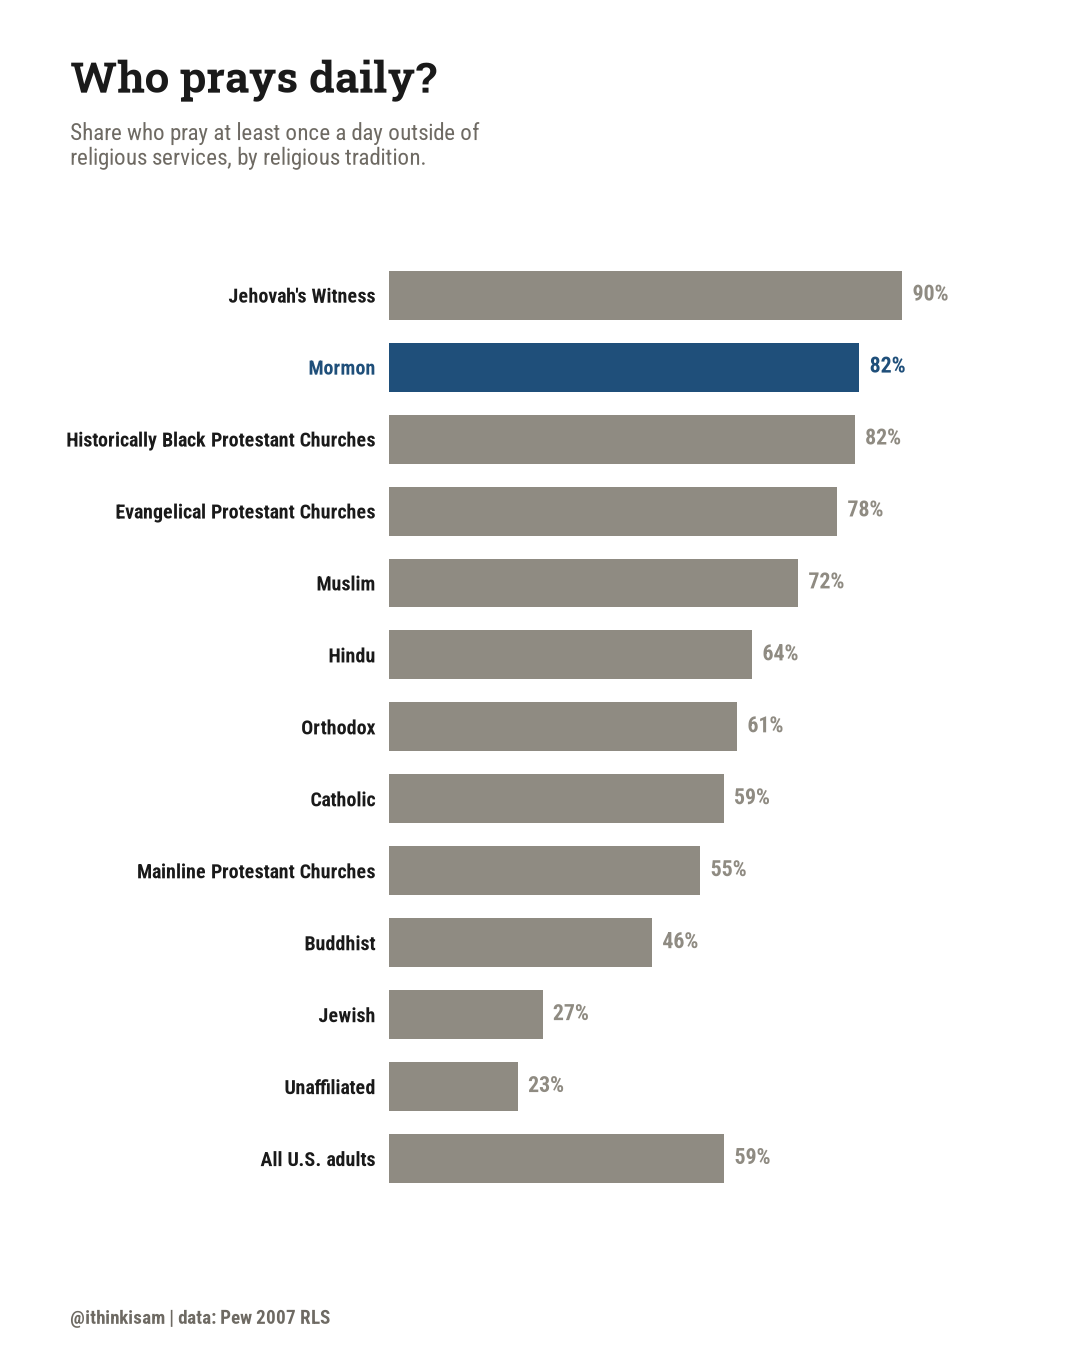 Who prays daily?
Share who pray at least once a day outside of
religious services, by religious tradition.
Jehovah's Witness 90%
Mormon 82%
Historically Black Protestant Churches 82%
Evangelical Protestant Churches 78%
Muslim 72%
Hindu 64%
Orthodox 61%
Catholic 59%
Mainline Protestant Churches 55%
Buddhist 46%
Jewish 27%
Unaffiliated 23%
All U.S. adults 59%
@ithinkisam | data: Pew 2007 RLS